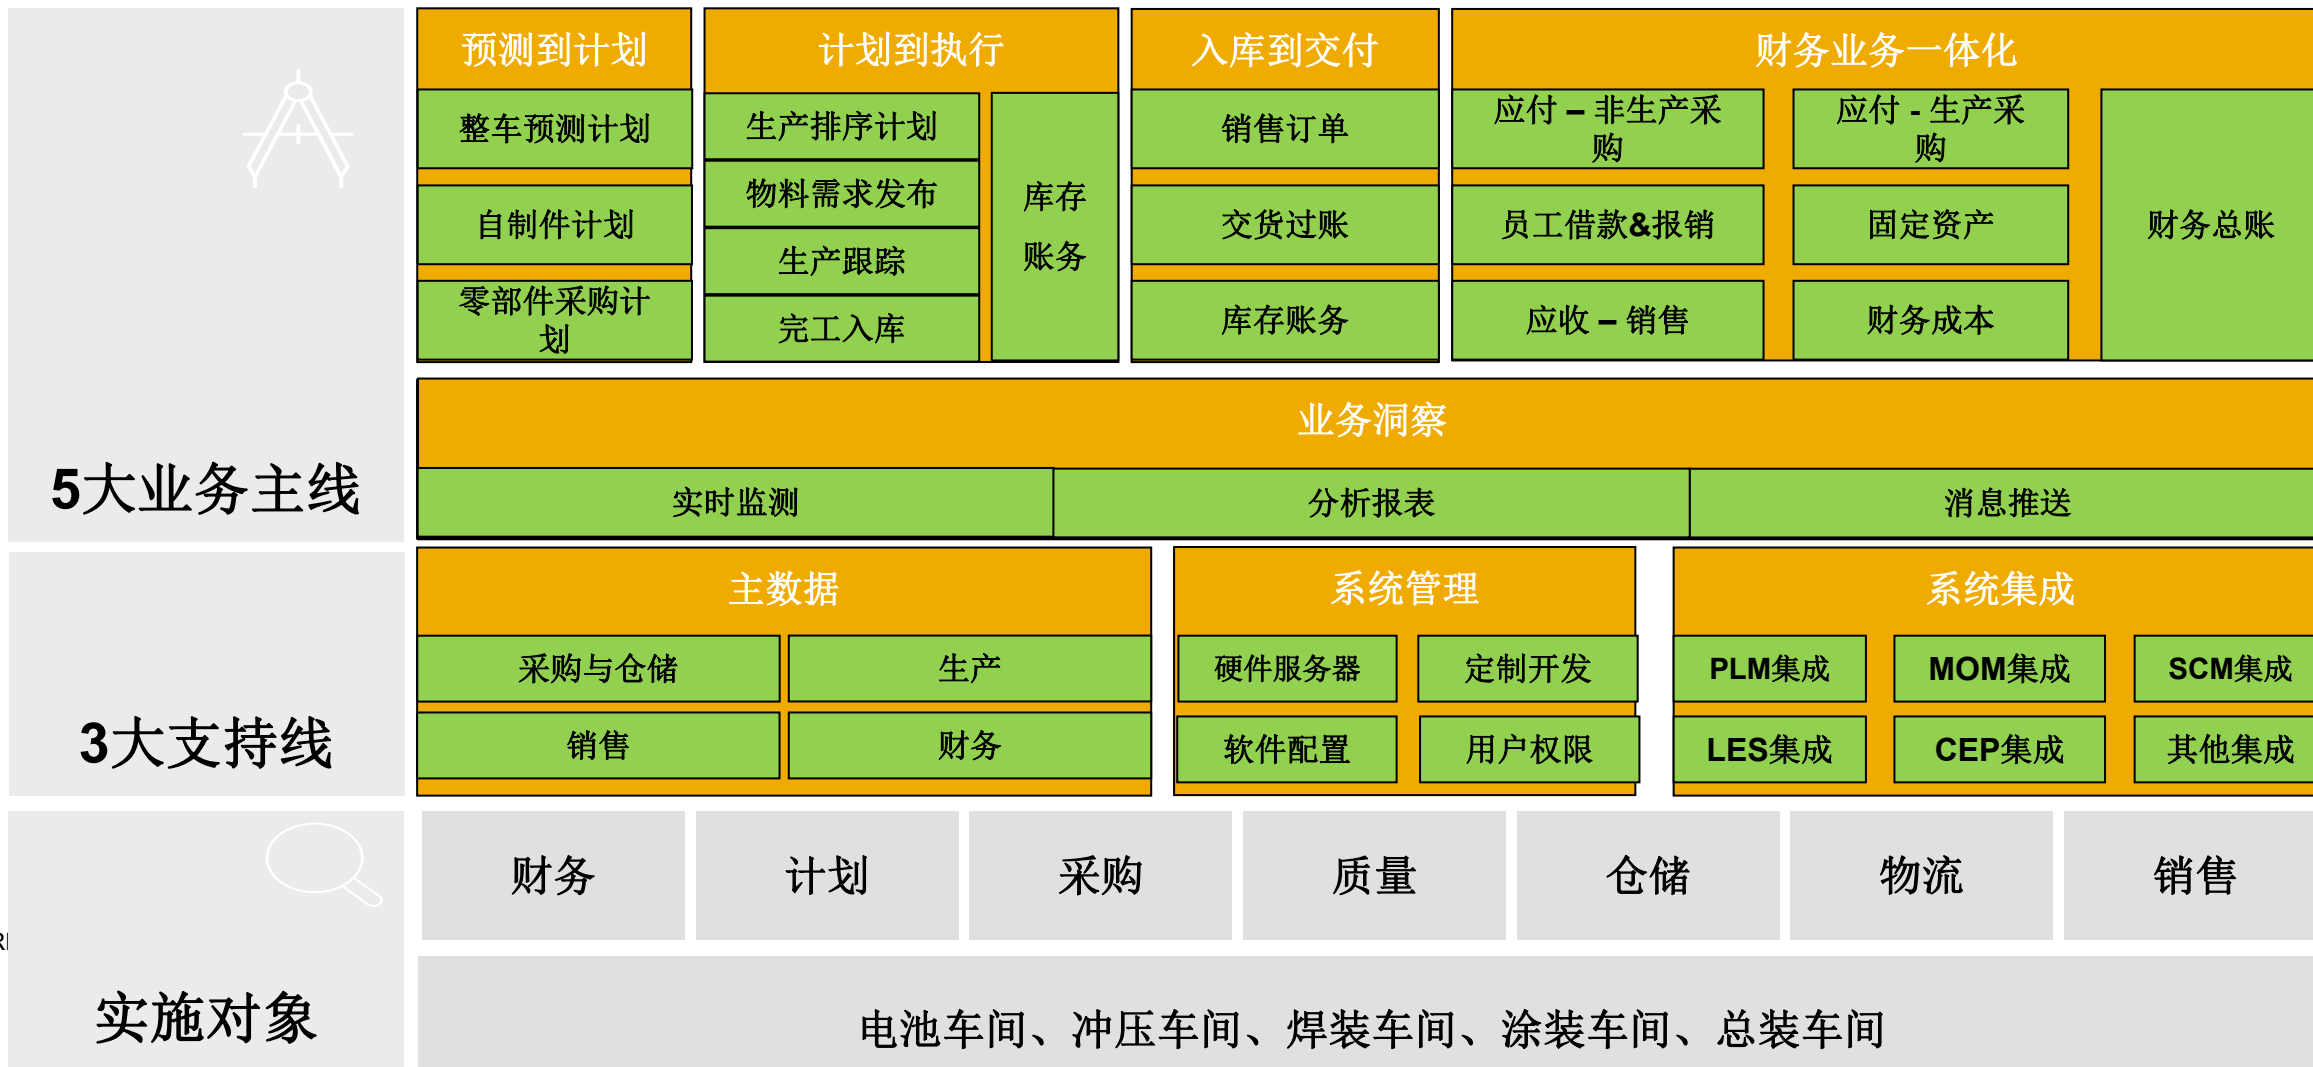 预测到计划
整车预测计划
自制件计划
零部件采购计
划
计划到执行
生产排序计划
物料需求发布
生产跟踪
完工入库
库存
账务
入库到交付
销售订单
交货过账
库存账务
财务业务一体化
应付 – 非生产采
购
应付 - 生产采
购
员工借款&报销
固定资产
应收 – 销售
财务成本
财务总账
业务洞察
实时监测
分析报表
消息推送
5大业务主线
主数据
采购与仓储
生产
销售
财务
系统管理
硬件服务器
定制开发
软件配置
用户权限
系统集成
PLM集成
MOM集成
SCM集成
LES集成
CEP集成
其他集成
3大支持线
财务
计划
采购
质量
仓储
物流
销售
实施对象
电池车间、冲压车间、焊装车间、涂装车间、总装车间